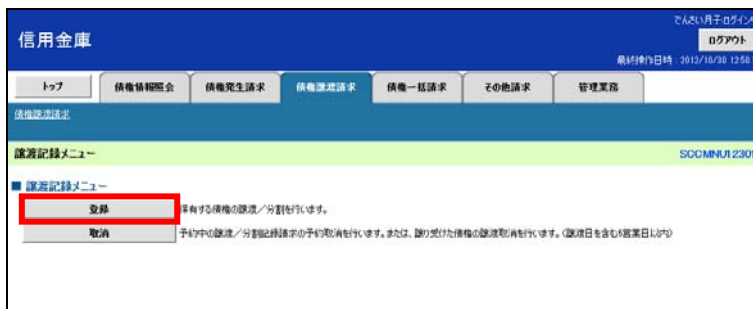 でんさい月子ログイン
信用金庫
ログアウト
最終操作日時：2012/10/30 12:50
トップ
債権情報照会
債権発生請求
債権譲渡請求
債権一括請求
その他請求
管理業務
債権譲渡請求
譲渡記録メニュー
SCCMNU12301
■ 譲渡記録メニュー
登録
保有する債権の譲渡／分割を行います。
取消
予約中の譲渡／分割記録請求の予約取消を行います。または、譲り受けた債権の譲渡取消を行います。（譲渡日を含む5営業日以内）